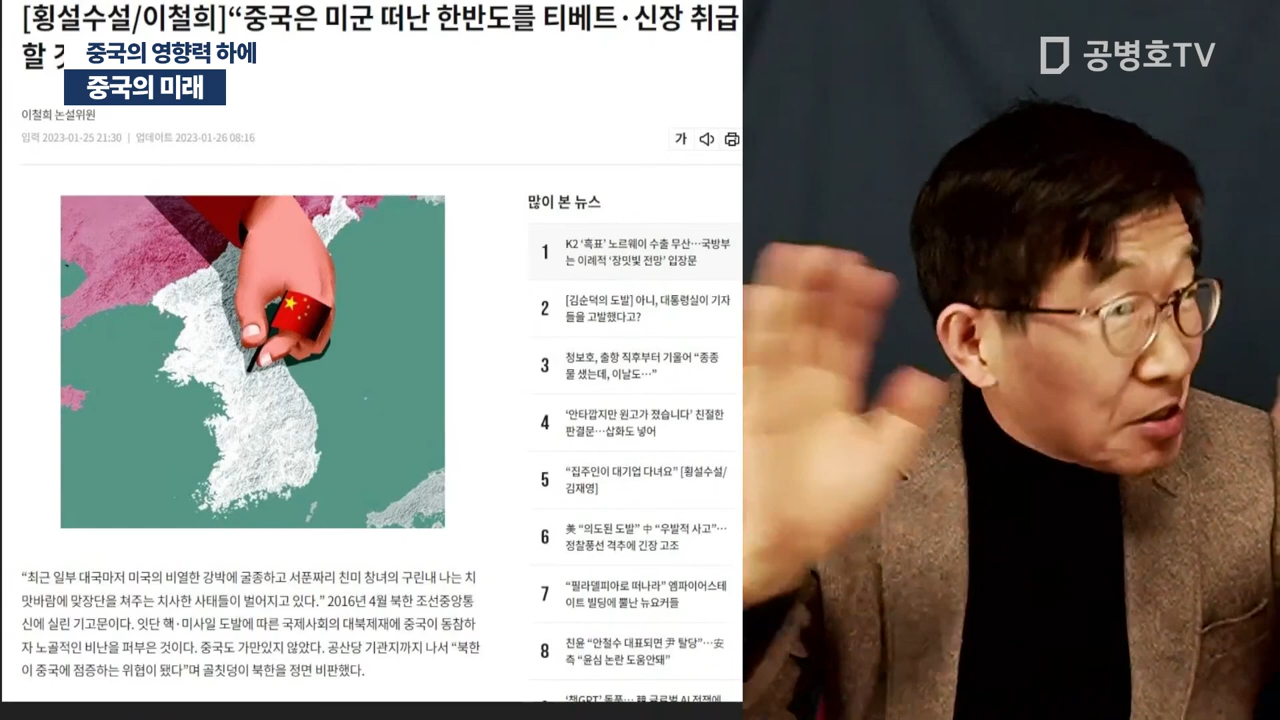 [횡설수설/이철희]“중국은 미군 떠난 한반도를 티베트·신장 취급
할
중국의 영향력 하에
중국의 미래
공병호TV
이철희 논설위원
입력 2023-01-25 21:30 | 업데이트 2023-01-26 08:16
가
많이 본 뉴스
1 K2 ‘흑표’ 노르웨이 수출 무산…국방부
는 이례적 ‘장밋빛 전망’ 입장문
2 [김순덕의 도발] 아니, 대통령실이 기자
들을 고발했다고?
3 청보호, 출항 직후부터 기울어 “종종
물 샜는데, 이날도…”
4 ‘안타깝지만 원고가 졌습니다’ 친절한
판결문…삽화도 넣어
5 “집주인이 대기업 다녀요” [횡설수설/
김재영]
6 美 “의도된 도발” 中 “우발적 사고”…
정찰풍선 격추에 긴장 고조
7 “필라델피아로 떠나라” 엠파이어스테
이트 빌딩에 뿔난 뉴요커들
8 친윤 “안철수 대표되면 尹 탈당”…安
측 “윤심 논란 도움안돼”
“최근 일부 대국마저 미국의 비열한 강박에 굴종하고 서푼짜리 친미 창녀의 구린내 나는 치
맛바람에 맞장단을 쳐주는 치사한 사태들이 벌어지고 있다.” 2016년 4월 북한 조선중앙통
신에 실린 기고문이다. 잇단 핵·미사일 도발에 따른 국제사회의 대북제재에 중국이 동참하
자 노골적인 비난을 퍼부은 것이다. 중국도 가만있지 않았다. 공산당 기관지까지 나서 “북한
이 중국에 점증하는 위협이 됐다”며 골칫덩이 북한을 정면 비판했다.